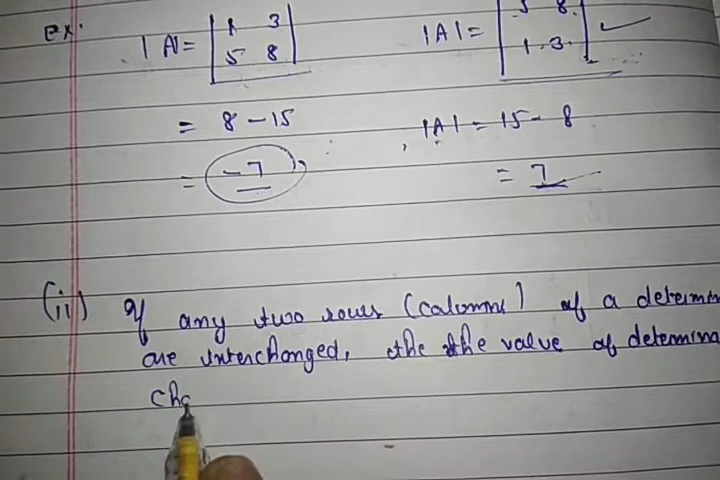 ex.
|A| = | 1 3 |
| 5 8 |
= 8 - 15
= -7
|A| = | 5 8 |
| 1 3 |
|A| = 15 - 8
= 7
(ii) If any two rows (columns) of a determin
are interchanged, the the value of determina
cha